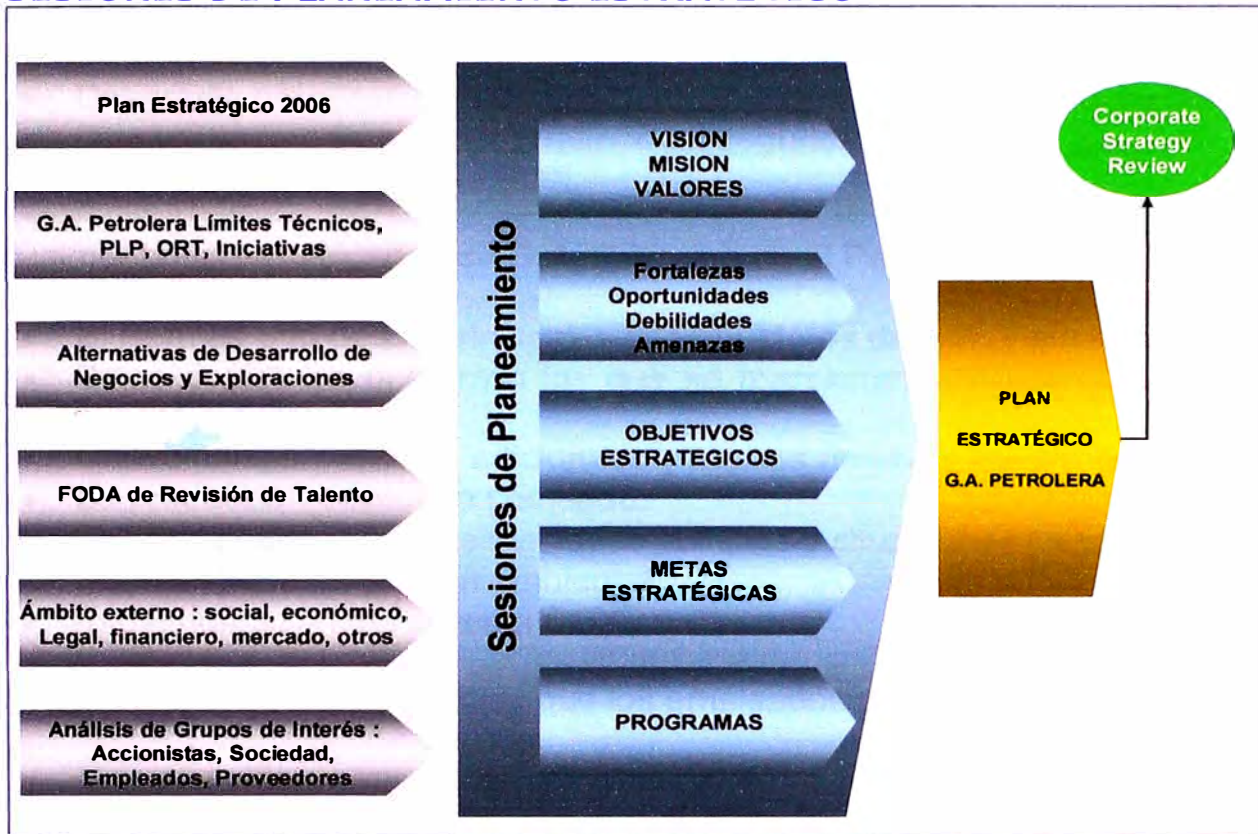 Plan Estratégico 2006
G.A. Petrolera Límites Técnicos,
PLP, ORT, Iniciativas
Alternativas de Desarrollo de
Negocios y Exploraciones
FODA de Revisión de Talento
Ámbito externo : social, económico,
Legal, financiero, mercado, otros
Análisis de Grupos de Interés :
Accionistas, Sociedad,
Empleados, Proveedores
Sesiones de Planeamiento
VISION
MISION
VALORES
Fortalezas
Oportunidades
Debilidades
Amenazas
OBJETIVOS
ESTRATEGICOS
METAS
ESTRATÉGICAS
PROGRAMAS
PLAN
ESTRATÉGICO
G.A. PETROLERA
Corporate
Strategy
Review